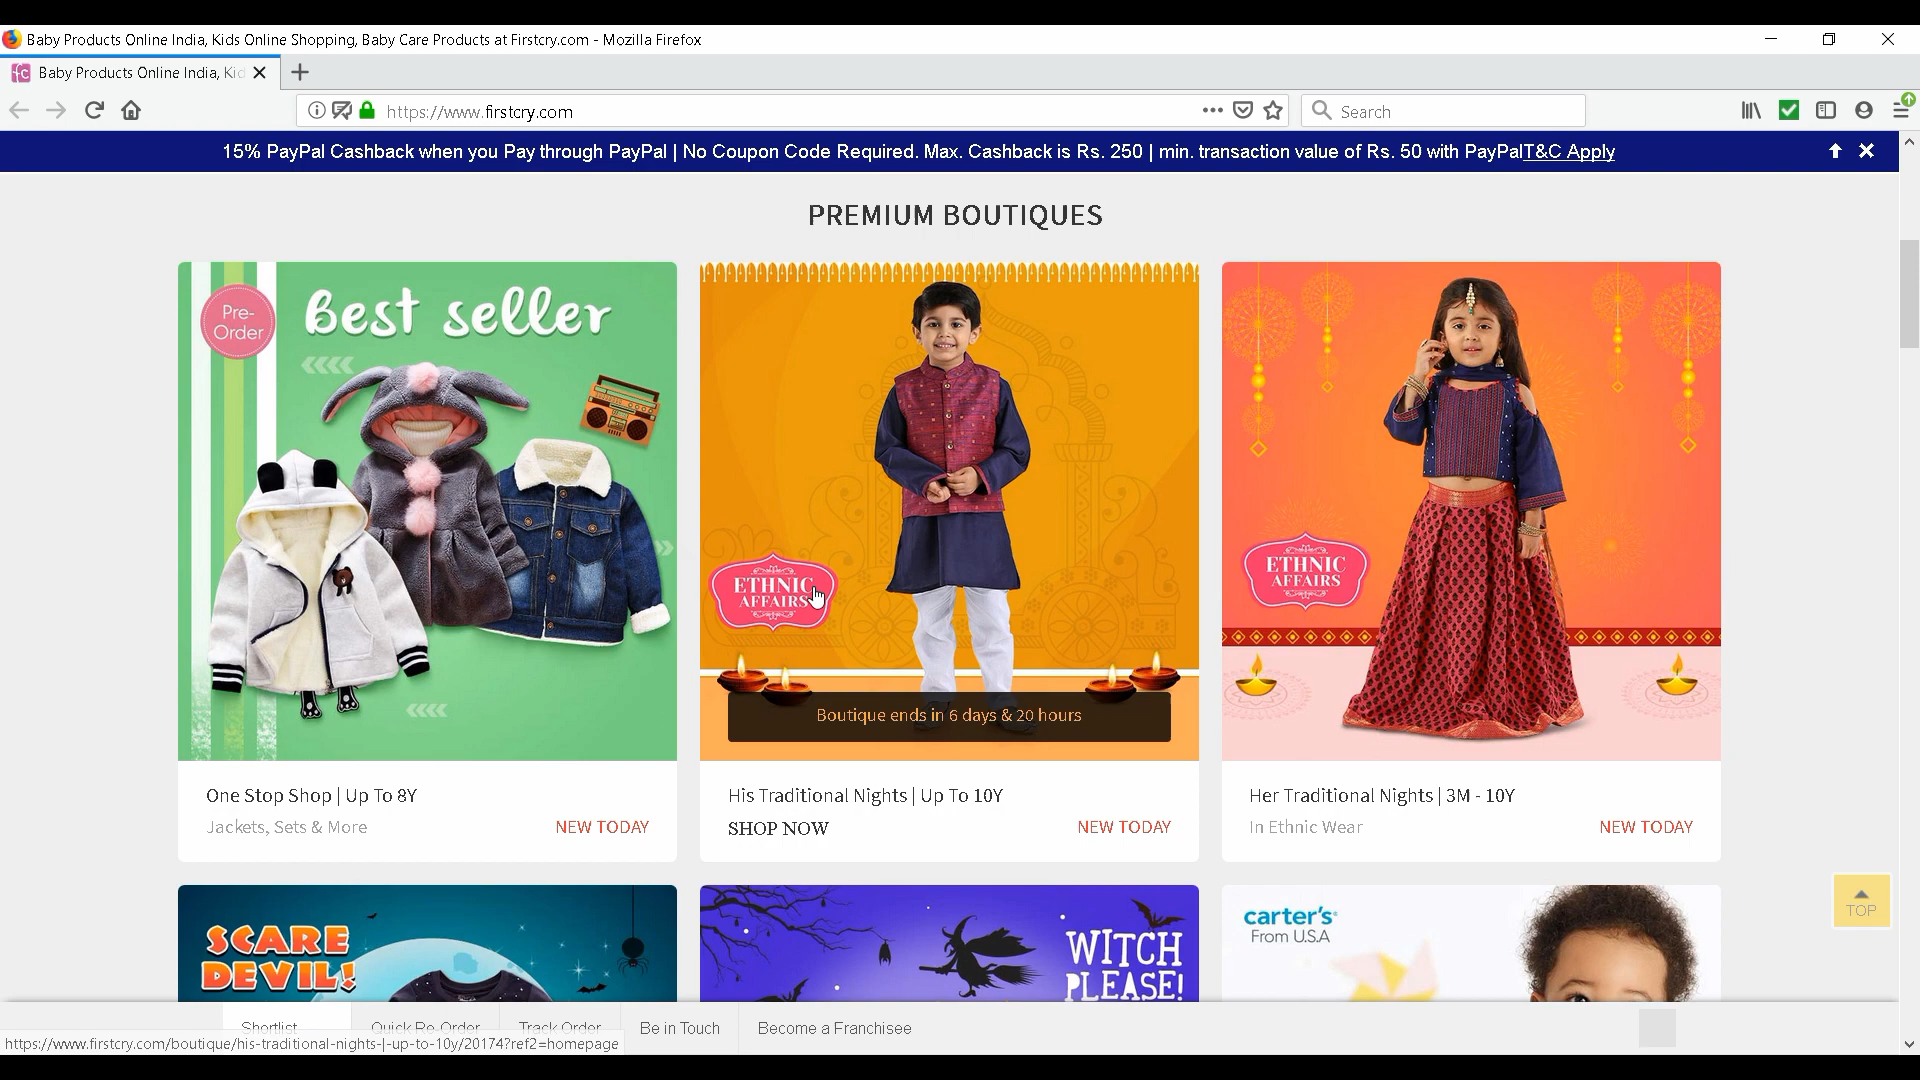 Baby Products Online India, Kids Online Shopping, Baby Care Products at Firstcry.com - Mozilla Firefox
fc Baby Products Online India, Kid
https://www.firstcry.com
Search
15% PayPal Cashback when you Pay through PayPal | No Coupon Code Required. Max. Cashback is Rs. 250 | min. transaction value of Rs. 50 with PayPalT&C Apply
PREMIUM BOUTIQUES
Pre-
Order
best seller
ETHNIC
AFFAIRS
ETHNIC
AFFAIRS
Boutique ends in 6 days & 20 hours
One Stop Shop | Up To 8Y
Jackets, Sets & More NEW TODAY
His Traditional Nights | Up To 10Y
SHOP NOW NEW TODAY
Her Traditional Nights | 3M - 10Y
In Ethnic Wear NEW TODAY
SCARE
DEVIL!
WITCH
PLEASE!
carter's
From U.S.A
TOP
Shortlist Quick Re-Order Track Order Be in Touch Become a Franchisee
https://www.firstcry.com/boutique/his-traditional-nights-|-up-to-10y/20174?ref2=homepage